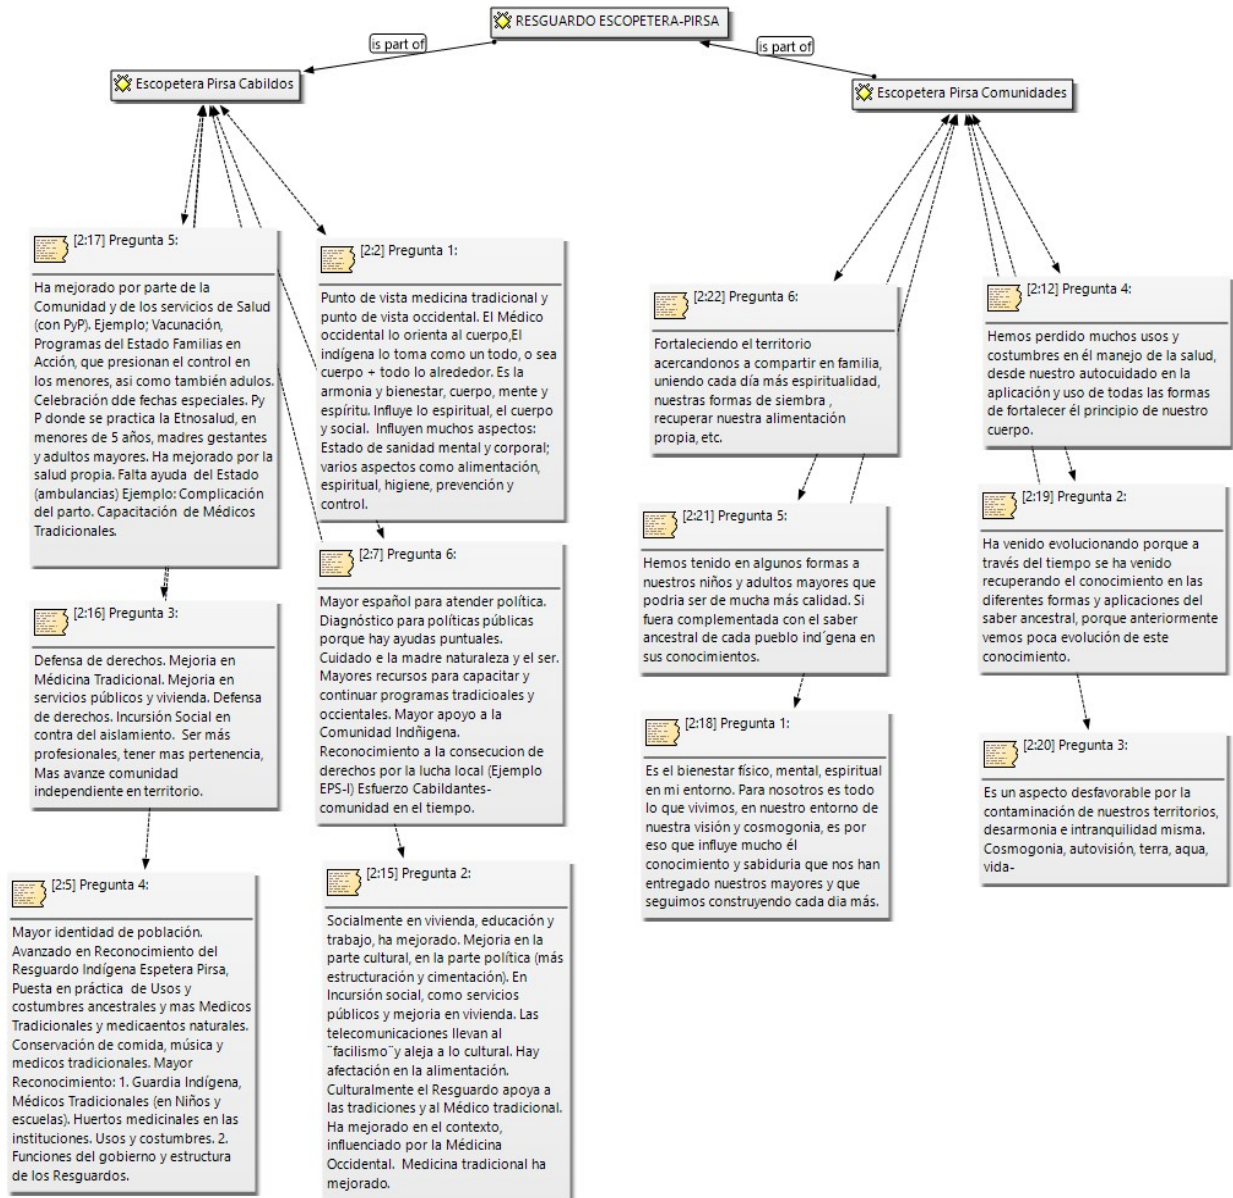 RESGUARDO ESCOPETERA-PIRSA
is part of
is part of
Escopetera Pirsa Cabildos
Escopetera Pirsa Comunidades
[2:17] Pregunta 5:
Ha mejorado por parte de la
Comunidad y de los servicios de Salud
(con PyP). Ejemplo; Vacunación,
Programas del Estado Familias en
Acción, que presionan el control en
los menores, asi como también adulos.
Celebración dde fechas especiales. Py
P donde se practica la Etnosalud, en
menores de 5 años, madres gestantes
y adultos mayores. Ha mejorado por la
salud propia. Falta ayuda  del Estado
(ambulancias) Ejemplo: Complicación
del parto. Capacitación de Médicos
Tradicionales.
[2:2] Pregunta 1:
Punto de vista medicina tradicional y
punto de vista occidental. El Médico
occidental lo orienta al cuerpo,El
indígena lo toma como un todo, o sea
cuerpo + todo lo alrededor. Es la
armonia y bienestar, cuerpo, mente y
espíritu. Influye lo espiritual, el cuerpo
y social.  Influyen muchos aspectos:
Estado de sanidad mental y corporal;
varios aspectos como alimentación,
espiritual, higiene, prevención y
control.
[2:22] Pregunta 6:
Fortaleciendo el territorio
acercandonos a compartir en familia,
uniendo cada día más espiritualidad,
nuestras formas de siembra ,
recuperar nuestra alimentación
propia, etc.
[2:12] Pregunta 4:
Hemos perdido muchos usos y
costumbres en él manejo de la salud,
desde nuestro autocuidado en la
aplicación y uso de todas las formas
de fortalecer él principio de nuestro
cuerpo.
[2:16] Pregunta 3:
Defensa de derechos. Mejoria en
Médicina Tradicional. Mejoria en
servicios públicos y vivienda. Defensa
de derechos. Incursión Social en
contra del aislamiento.  Ser más
profesionales, tener mas pertenencia,
Mas avanze comunidad
independiente en territorio.
[2:7] Pregunta 6:
Mayor español para atender política.
Diagnóstico para políticas públicas
porque hay ayudas puntuales.
Cuidado e la madre naturaleza y el ser.
Mayores recursos para capacitar y
continuar programas tradicioales y
occientales. Mayor apoyo a la
Comunidad Indñigena.
Reconocimiento a la consecucion de
derechos por la lucha local (Ejemplo
EPS-I) Esfuerzo Cabildantes-
comunidad en el tiempo.
[2:21] Pregunta 5:
Hemos tenido en algunos formas a
nuestros niños y adultos mayores que
podria ser de mucha más calidad. Si
fuera complementada con el saber
ancestral de cada pueblo ind´gena en
sus conocimientos.
[2:19] Pregunta 2:
Ha venido evolucionando porque a
través del tiempo se ha venido
recuperando el conocimiento en las
diferentes formas y aplicaciones del
saber ancestral, porque anteriormente
vemos poca evolución de este
conocimiento.
[2:5] Pregunta 4:
Mayor identidad de población.
Avanzado en Reconocimiento del
Resguardo Indígena Espetera Pirsa,
Puesta en práctica  de Usos y
costumbres ancestrales y mas Medicos
Tradicionales y medicaentos naturales.
Conservación de comida, música y
medicos tradicionales. Mayor
Reconocimiento: 1. Guardia Indígena,
Médicos Tradicionales (en Niños y
escuelas). Huertos medicinales en las
instituciones. Usos y costumbres. 2.
Funciones del gobierno y estructura
de los Resguardos.
[2:15] Pregunta 2:
Socialmente en vivienda, educación y
trabajo, ha mejorado. Mejoria en la
parte cultural, en la parte política (más
estructuración y cimentación). En
Incursión social, como servicios
públicos y mejoria en vivienda. Las
telecomunicaciones llevan al
¨facilismo¨y aleja a lo cultural. Hay
afectación en la alimentación.
Culturalmente el Resguardo apoya a
las tradiciones y al Médico tradicional.
Ha mejorado en el contexto,
influenciado por la Médicina
Occidental.  Medicina tradicional ha
mejorado.
[2:18] Pregunta 1:
Es el bienestar físico, mental, espiritual
en mi entorno. Para nosotros es todo
lo que vivimos, en nuestro entorno de
nuestra visión y cosmogonia, es por
eso que influye mucho él
conocimiento y sabiduria que nos han
entregado nuestros mayores y que
seguimos construyendo cada dia más.
[2:20] Pregunta 3:
Es un aspecto desfavorable por la
contaminación de nuestros territorios,
desarmonia e intranquilidad misma.
Cosmogonia, autovisión, terra, aqua,
vida-